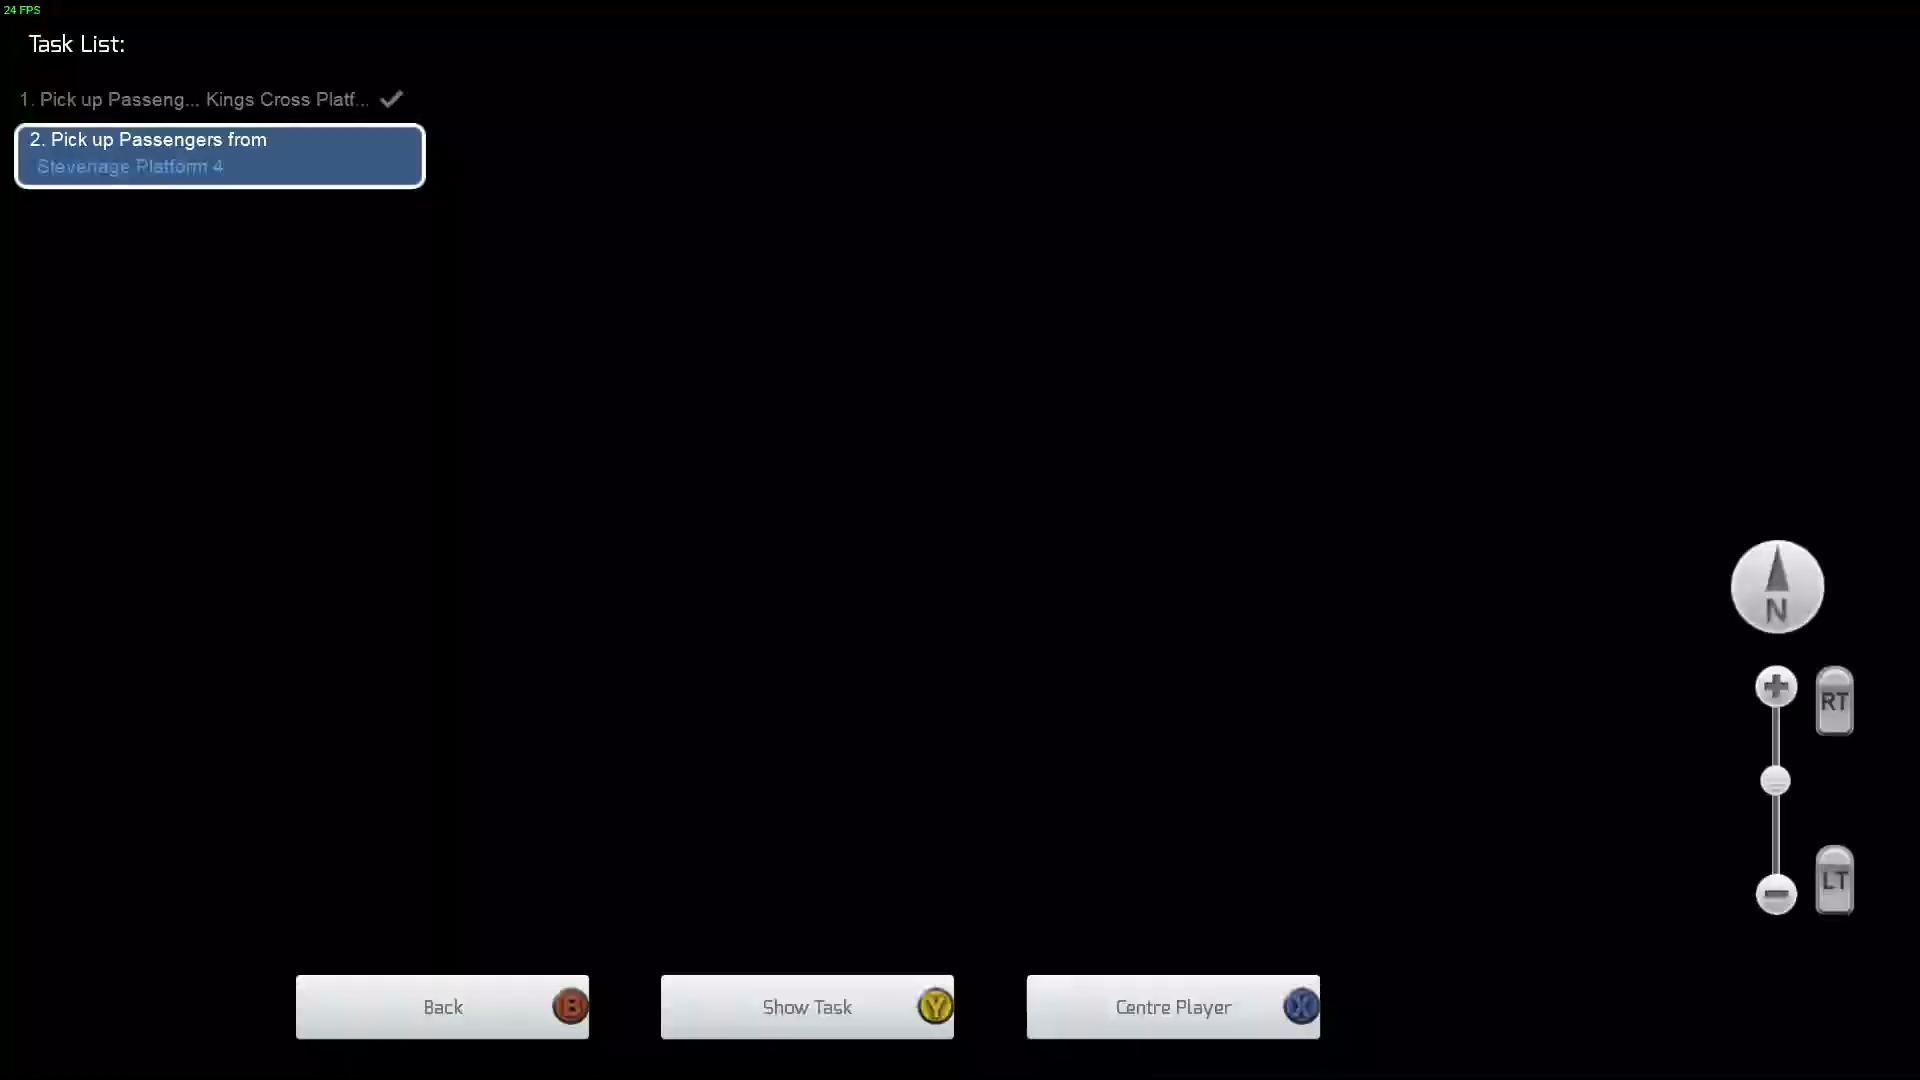 24 FPS
Task List:
1. Pick up Passeng... Kings Cross Platf...
2. Pick up Passengers from
Stevenage Platform 4
N
RT
LT
Back B
Show Task Y
Centre Player X